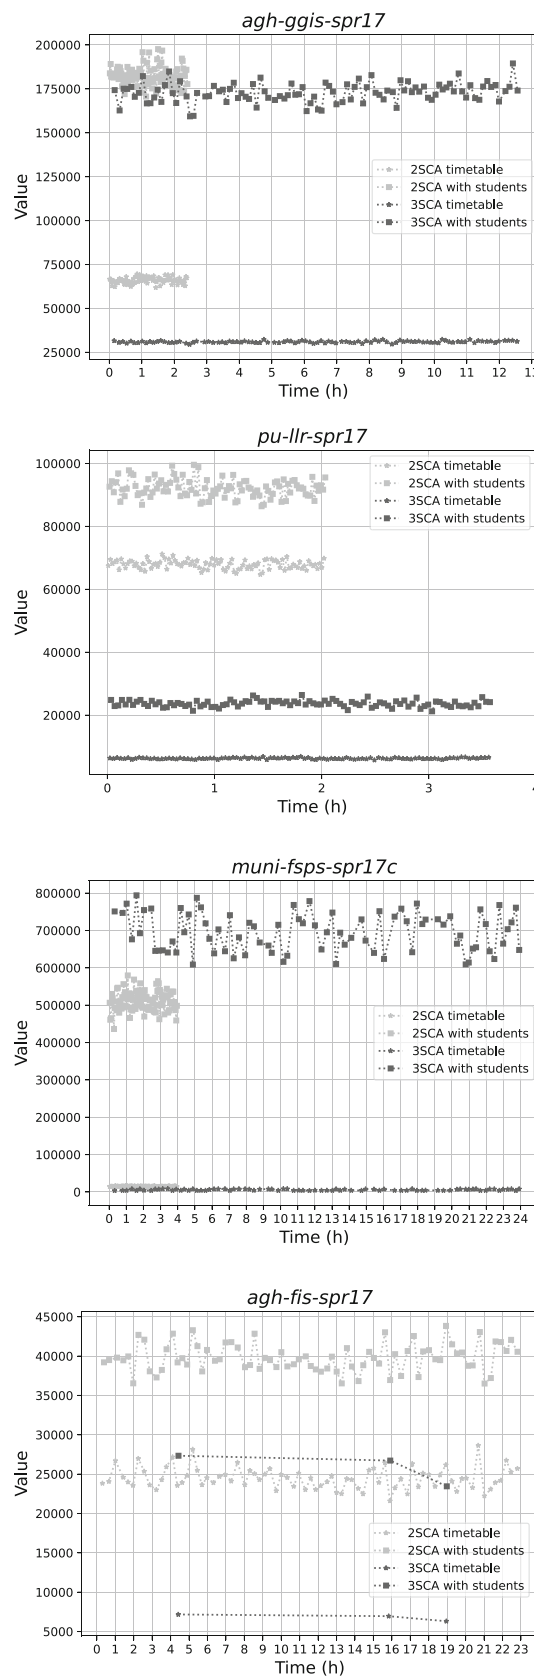 agh-ggis-spr17
200000
175000
150000
125000
100000
75000
50000
25000
Value
2SCA timetable
2SCA with students
3SCA timetable
3SCA with students
0 1 2 3 4 5 6 7 8 9 10 11 12 13
Time (h)
pu-llr-spr17
100000
80000
60000
40000
20000
Value
2SCA timetable
2SCA with students
3SCA timetable
3SCA with students
0 1 2 3 4
Time (h)
muni-fsps-spr17c
800000
700000
600000
500000
400000
300000
200000
100000
0
Value
2SCA timetable
2SCA with students
3SCA timetable
3SCA with students
0 1 2 3 4 5 6 7 8 9 10 11 12 13 14 15 16 17 18 19 20 21 22 23 24
Time (h)
agh-fis-spr17
45000
40000
35000
30000
25000
20000
15000
10000
5000
Value
2SCA timetable
2SCA with students
3SCA timetable
3SCA with students
0 1 2 3 4 5 6 7 8 9 10 11 12 13 14 15 16 17 18 19 20 21 22 23
Time (h)